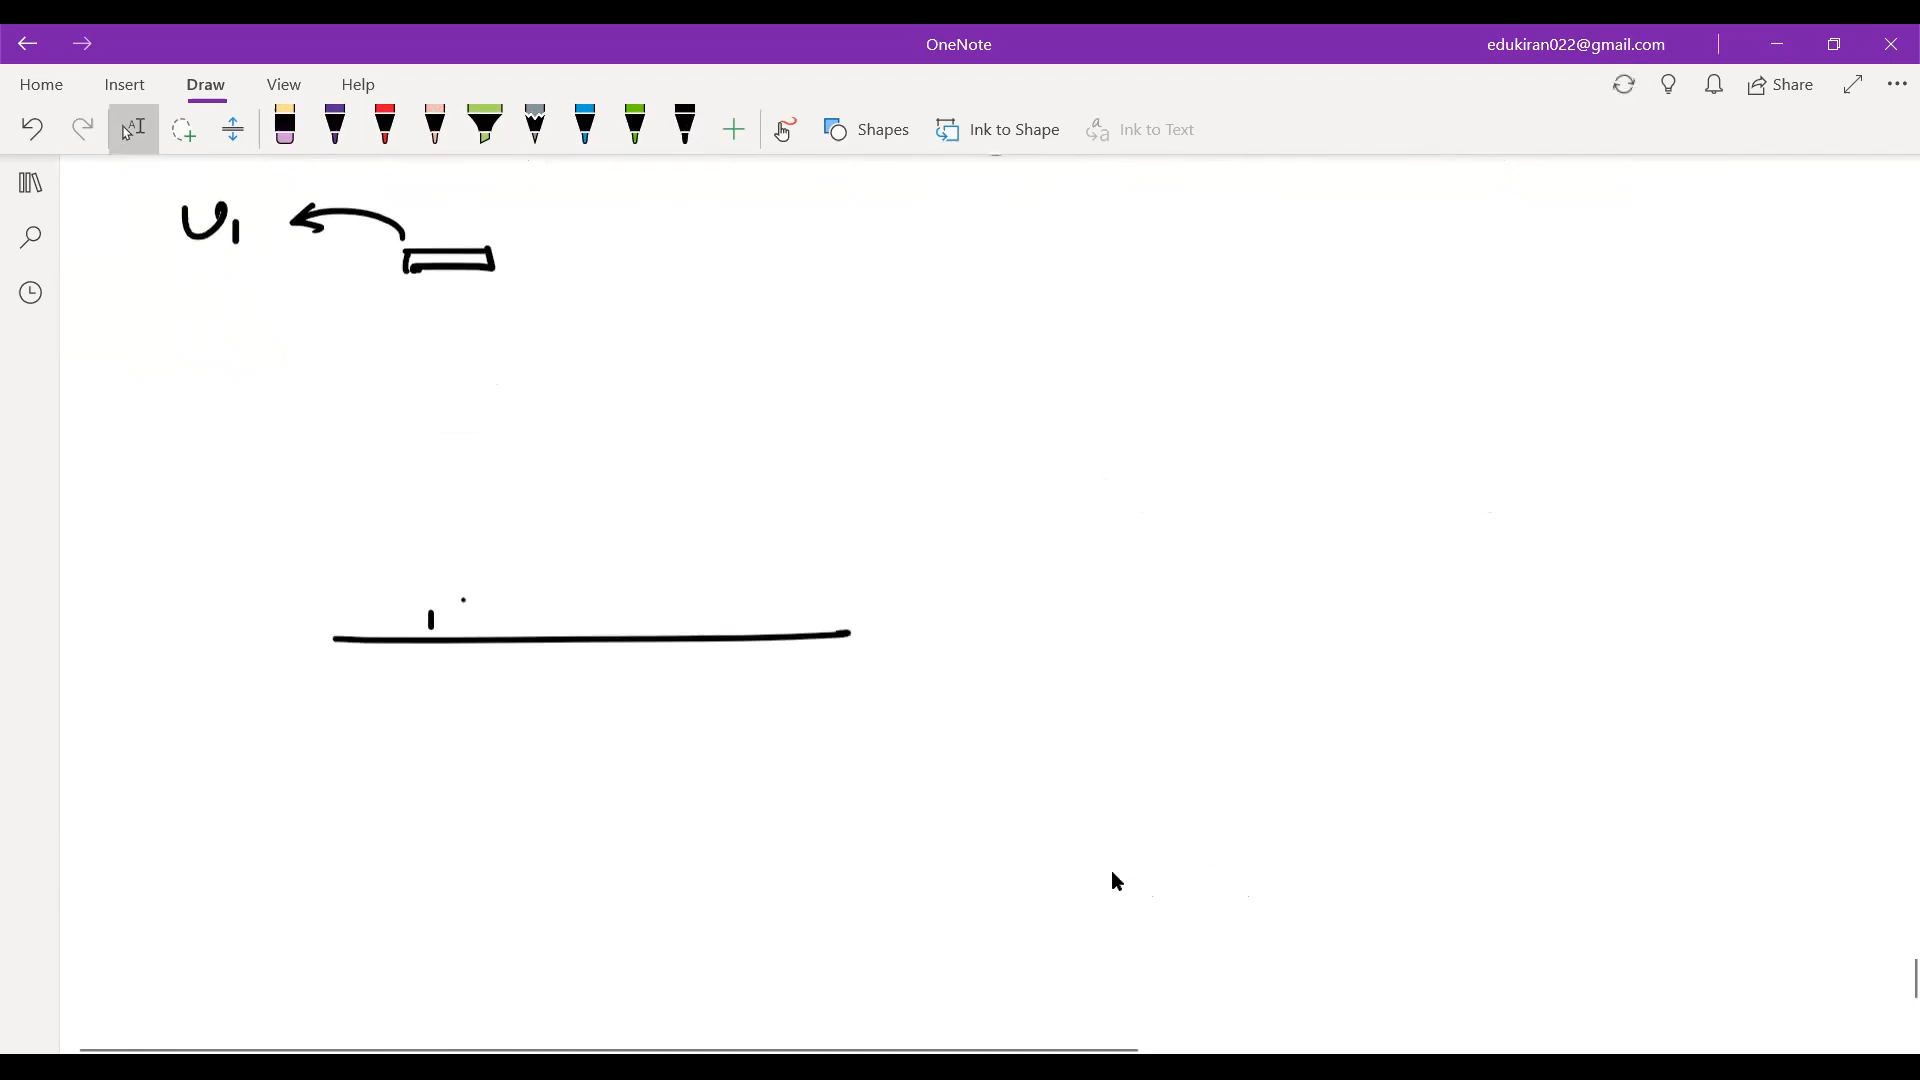 OneNote
edukiran022@gmail.com
Home Insert Draw View Help
Share
Shapes
Ink to Shape
Ink to Text
U1